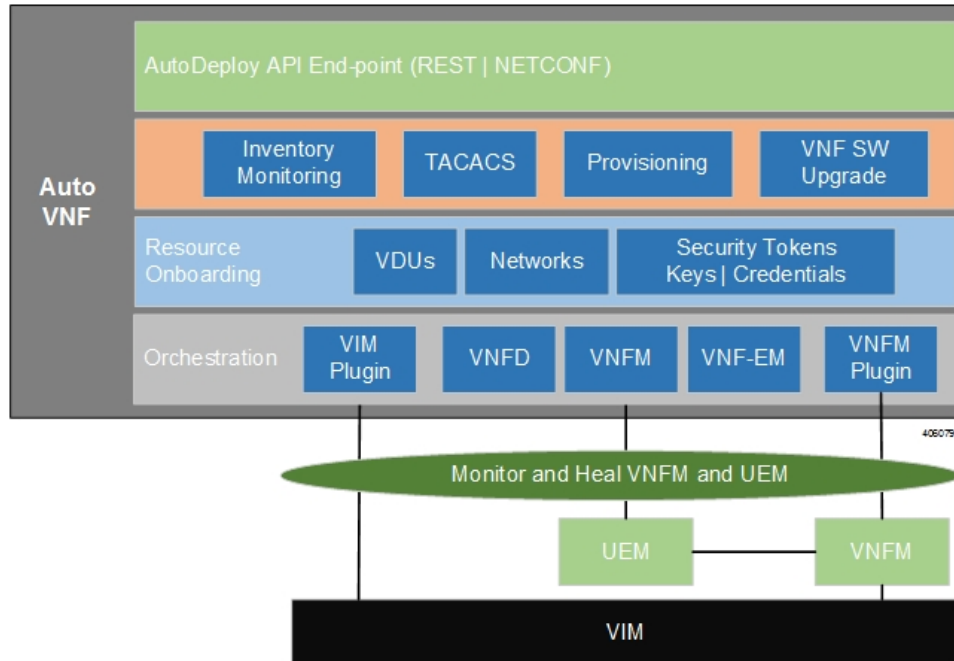 AutoDeploy API End-point (REST | NETCONF)
Inventory
Monitoring
TACACS
Provisioning
VNF SW
Upgrade
Auto
VNF
Resource
Onboarding
VDUs
Networks
Security Tokens
Keys | Credentials
Orchestration
VIM
Plugin
VNFD
VNFM
VNF-EM
VNFM
Plugin
406079
Monitor and Heal VNFM and UEM
UEM
VNFM
VIM